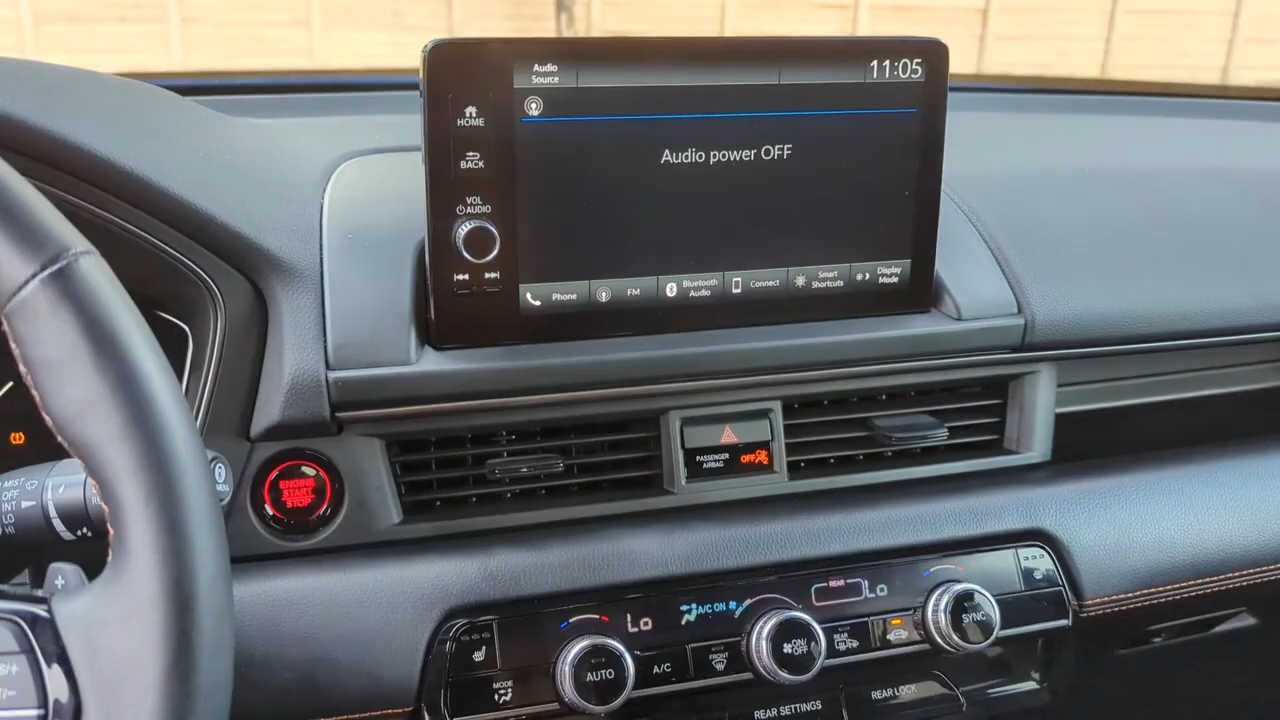 Audio
Source
11:05
HOME
BACK
VOL
AUDIO
Audio power OFF
Phone
FM
Bluetooth
Audio
Connect
Smart
Shortcuts
Display
Mode
PASSENGER
AIRBAG
OFF
ENGINE
START
STOP
MIST
OFF
INT
LO
HI
+
Lo
A/C ON
REAR
Lo
MODE
AUTO
A/C
FRONT
ON/
OFF
REAR
SYNC
REAR SETTINGS
REAR LOCK